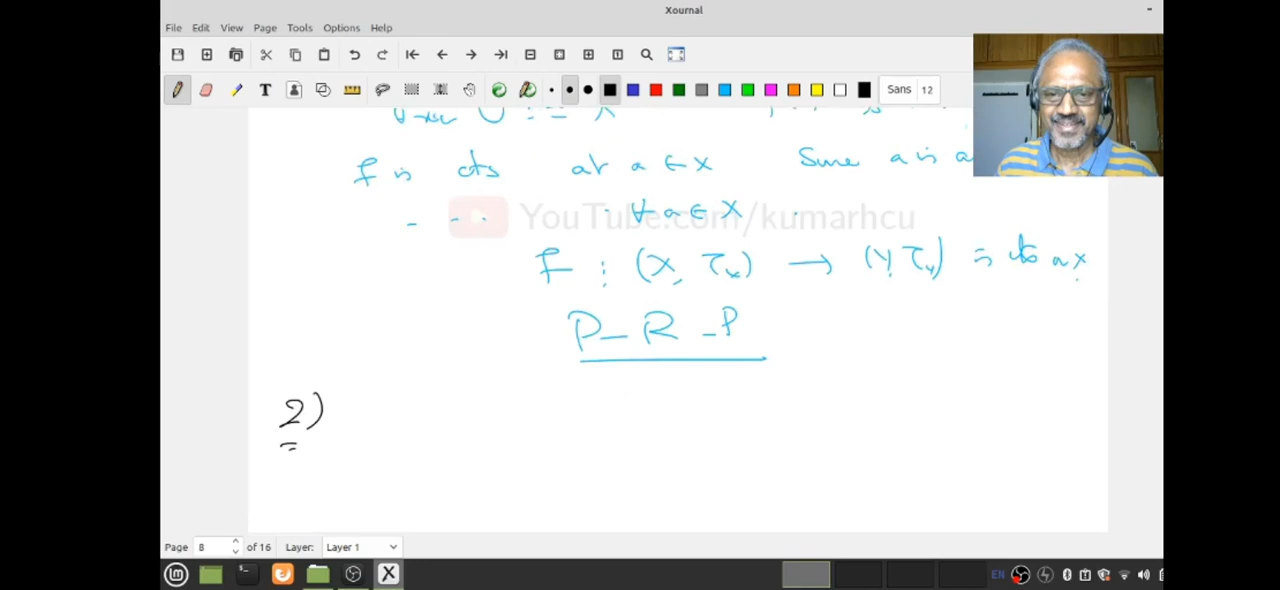 Xournal
File Edit View Page Tools Options Help
Sans 12
f is cts at a ∈ X Since a is a
- - - ∀ a ∈ X .
YouTube.com/kumarhcu
f : (X, τx) → (Y, τy) is cts on X
P - R - P
2)
Page 8 of 16 Layer: Layer 1
EN